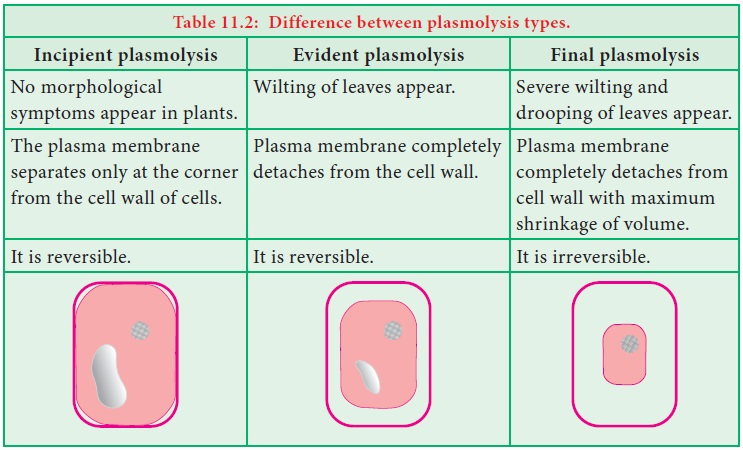 Table 11.2: Difference between plasmolysis types.
Incipient plasmolysis
Evident plasmolysis
Final plasmolysis
No morphological
symptoms appear in plants.
Wilting of leaves appear.
Severe wilting and
drooping of leaves appear.
The plasma membrane
separates only at the corner
from the cell wall of cells.
Plasma membrane completely
detaches from the cell wall.
Plasma membrane
completely detaches from
cell wall with maximum
shrinkage of volume.
It is reversible.
It is reversible.
It is irreversible.